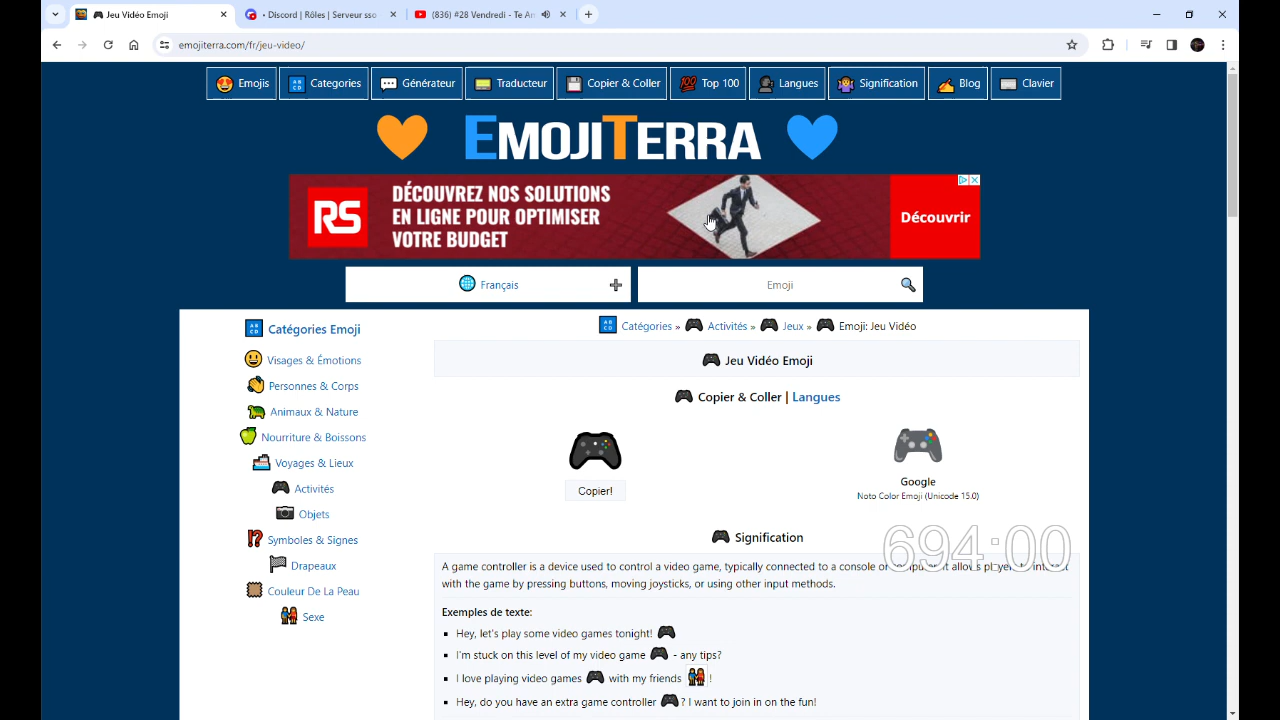 Jeu Vidéo Emoji
• Discord | Rôles | Serveur sso
(836) #28 Vendredi - Te Am
emojiterra.com/fr/jeu-video/
Emojis
Categories
Générateur
Traducteur
Copier & Coller
Top 100
Langues
Signification
Blog
Clavier
EMOJITERRA
RS
DÉCOUVREZ NOS SOLUTIONS
EN LIGNE POUR OPTIMISER
VOTRE BUDGET
Découvrir
Français
Emoji
Catégories Emoji
Visages & Émotions
Personnes & Corps
Animaux & Nature
Nourriture & Boissons
Voyages & Lieux
Activités
Objets
Symboles & Signes
Drapeaux
Couleur De La Peau
Sexe
Catégories » Activités » Jeux » Emoji: Jeu Vidéo
Jeu Vidéo Emoji
Copier & Coller | Langues
Copier!
Google
Noto Color Emoji (Unicode 15.0)
Signification
694:00
A game controller is a device used to control a video game, typically connected to a console or computer. It allows players to interact
with the game by pressing buttons, moving joysticks, or using other input methods.
Exemples de texte:
Hey, let's play some video games tonight! 🎮
I'm stuck on this level of my video game 🎮 - any tips?
I love playing video games 🎮 with my friends 👫 !
Hey, do you have an extra game controller 🎮? I want to join in on the fun!